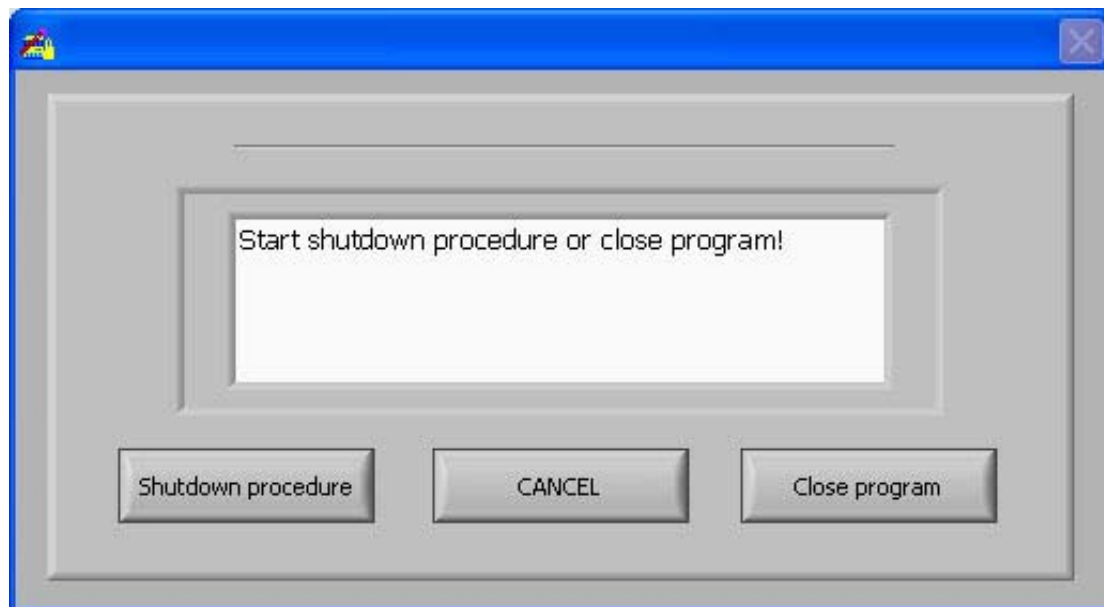 Start shutdown procedure or close program!
Shutdown procedure
CANCEL
Close program